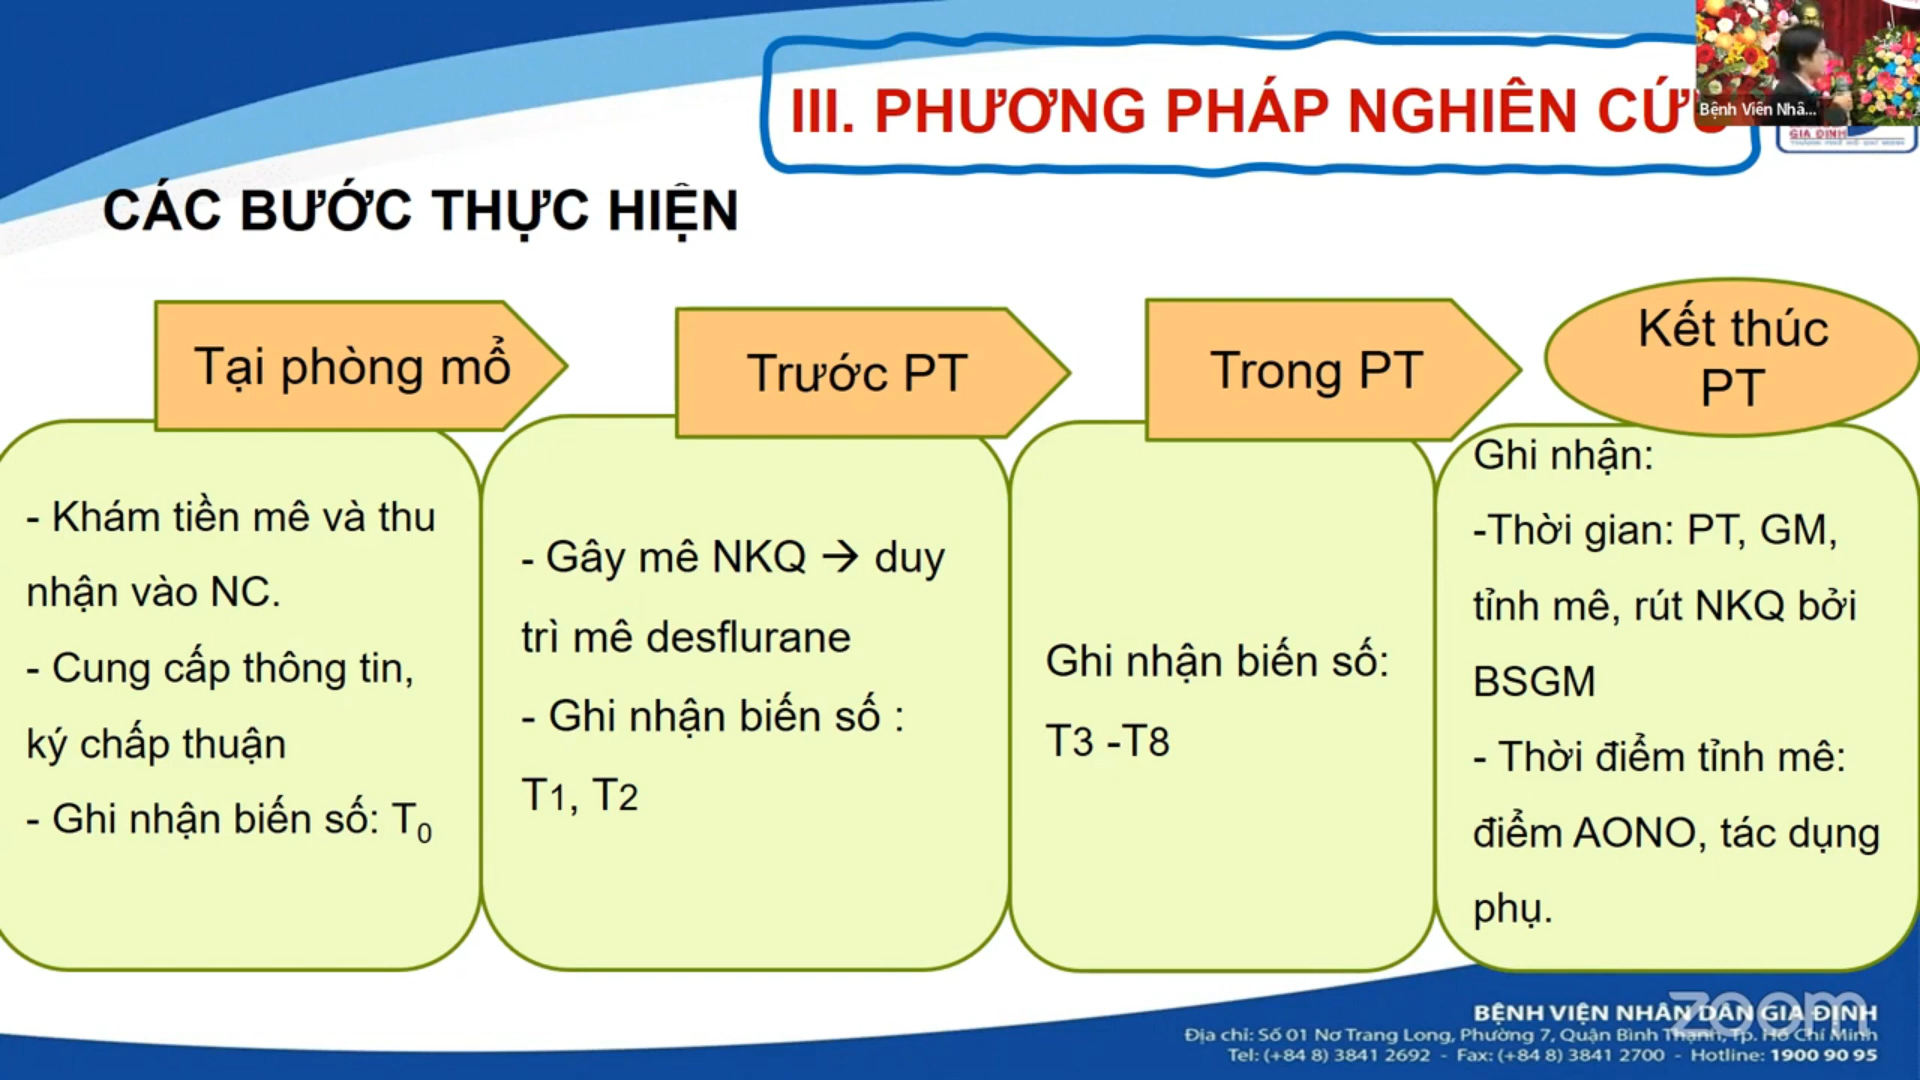 III. PHƯƠNG PHÁP NGHIÊN CỨU
Bệnh Viện Nhâ...
GIA ĐỊNH
CÁC BƯỚC THỰC HIỆN
Tại phòng mổ
- Khám tiền mê và thu
nhận vào NC.
- Cung cấp thông tin,
ký chấp thuận
- Ghi nhận biến số: T0
Trước PT
- Gây mê NKQ → duy
trì mê desflurane
- Ghi nhận biến số :
T1, T2
Trong PT
Ghi nhận biến số:
T3 -T8
Kết thúc
PT
Ghi nhận:
-Thời gian: PT, GM,
tỉnh mê, rút NKQ bởi
BSGM
- Thời điểm tỉnh mê:
điểm AONO, tác dụng
phụ.
zoom
BỆNH VIỆN NHÂN DÂN GIA ĐỊNH
Địa chỉ: Số 01 Nơ Trang Long, Phường 7, Quận Bình Thạnh, Tp. Hồ Chí Minh
Tel: (+84 8) 3841 2692 - Fax: (+84 8) 3841 2700 - Hotline: 1900 90 95